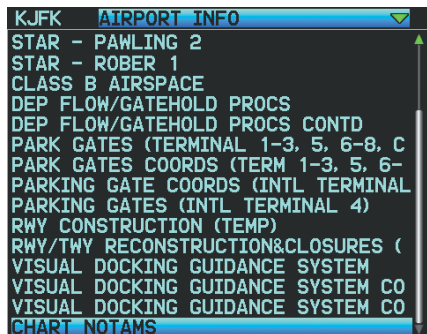 KJFK AIRPORT INFO
STAR - PAWLING 2
STAR - ROBER 1
CLASS B AIRSPACE
DEP FLOW/GATEHOLD PROCS
DEP FLOW/GATEHOLD PROCS CONTD
PARK GATES (TERMINAL 1-3, 5, 6-8, C
PARK GATES COORDS (TERM 1-3, 5, 6-
PARKING GATE COORDS (INTL TERMINAL
PARKING GATES (INTL TERMINAL 4)
RWY CONSTRUCTION (TEMP)
RWY/TWY RECONSTRUCTION&CLOSURES (
VISUAL DOCKING GUIDANCE SYSTEM
VISUAL DOCKING GUIDANCE SYSTEM CO
VISUAL DOCKING GUIDANCE SYSTEM CO
CHART NOTAMS